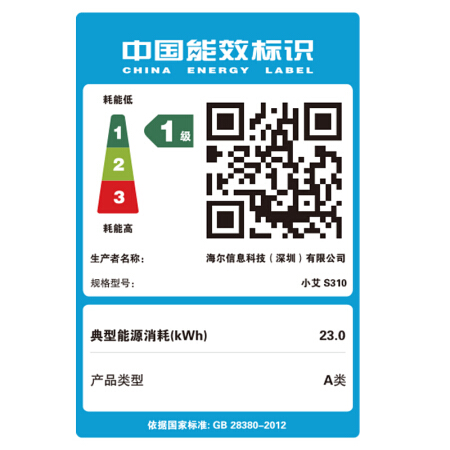 中国能效标识
CHINA ENERGY LABEL
耗能低
1
1级
2
3
耗能高
生产者名称: 海尔信息科技(深圳)有限公司
规格型号: 小艾 S310
典型能源消耗(kWh) 23.0
产品类型 A类
依据国家标准: GB 28380-2012